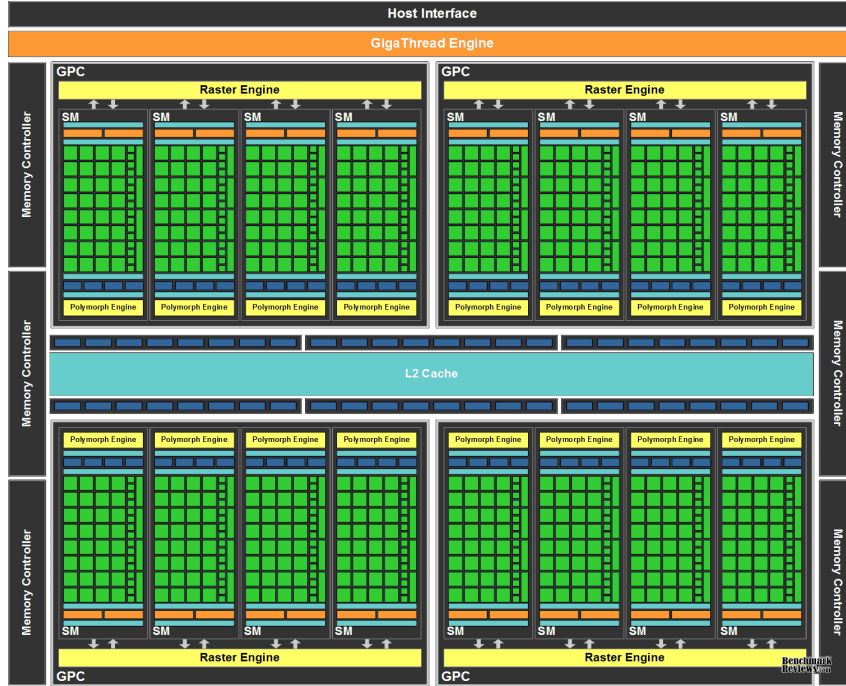 Host Interface
GigaThread Engine
GPC GPC
Raster Engine Raster Engine
SM SM SM SM SM SM SM SM
Memory Controller Memory Controller
Polymorph Engine Polymorph Engine Polymorph Engine Polymorph Engine Polymorph Engine Polymorph Engine Polymorph Engine Polymorph Engine
Memory Controller L2 Cache Memory Controller
Polymorph Engine Polymorph Engine Polymorph Engine Polymorph Engine Polymorph Engine Polymorph Engine Polymorph Engine Polymorph Engine
Memory Controller Memory Controller
SM SM SM SM SM SM SM SM
Raster Engine Raster Engine
GPC GPC
Benchmark
Reviews.com